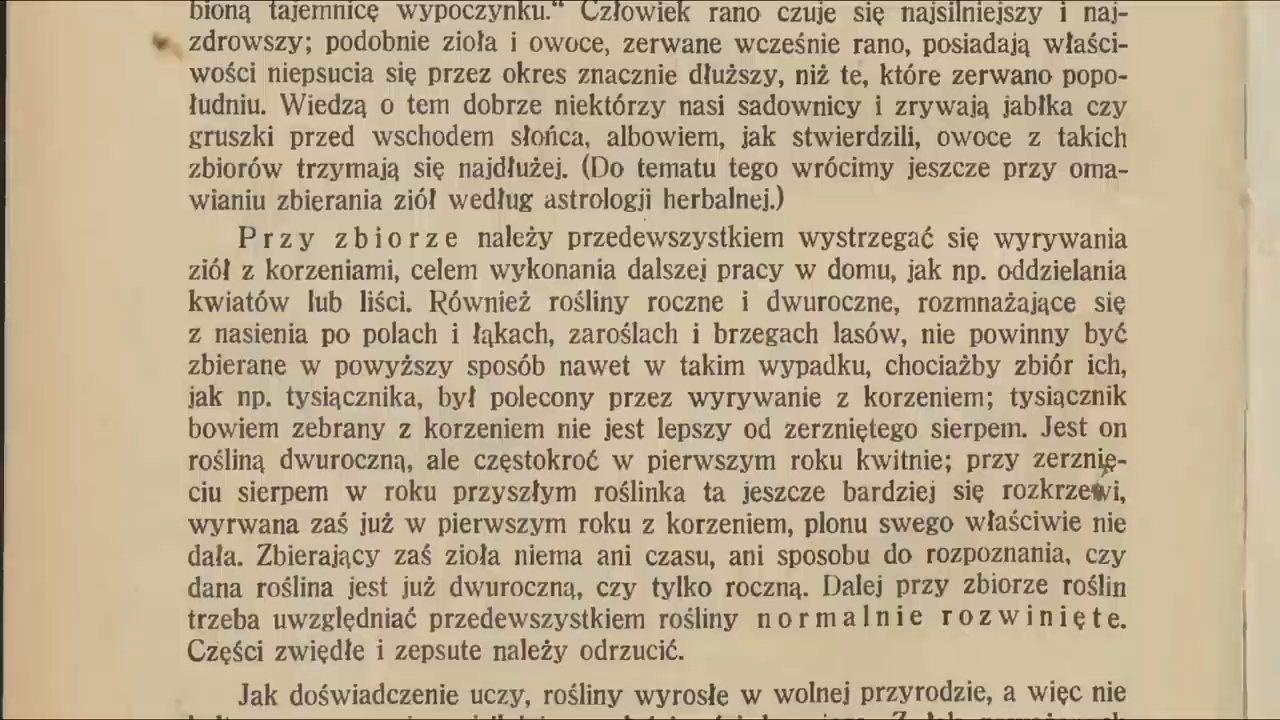 bioną tajemnicę wypoczynku.“ Człowiek rano czuje się najsilniejszy i naj-
zdrowszy; podobnie zioła i owoce, zerwane wcześnie rano, posiadają właści-
wości niepsucia się przez okres znacznie dłuższy, niż te, które zerwano popo-
łudniu. Wiedzą o tem dobrze niektórzy nasi sadownicy i zrywają jabłka czy
gruszki przed wschodem słońca, albowiem, jak stwierdzili, owoce z takich
zbiorów trzymają się najdłużej. (Do tematu tego wrócimy jeszcze przy oma-
wianiu zbierania ziół według astrologji herbalnej.)
Przy zbiorze należy przedewszystkiem wystrzegać się wyrywania
ziół z korzeniami, celem wykonania dalszej pracy w domu, jak np. oddzielania
kwiatów lub liści. Również rośliny roczne i dwuroczne, rozmnażające się
z nasienia po polach i łąkach, zaroślach i brzegach lasów, nie powinny być
zbierane w powyższy sposób nawet w takim wypadku, chociażby zbiór ich,
jak np. tysiącznika, był polecony przez wyrywanie z korzeniem; tysiącznik
bowiem zebrany z korzeniem nie jest lepszy od zerzniętego sierpem. Jest on
rośliną dwuroczną, ale częstokroć w pierwszym roku kwitnie; przy zerznię-
ciu sierpem w roku przyszłym roślinka ta jeszcze bardziej się rozkrzewi,
wyrwana zaś już w pierwszym roku z korzeniem, plonu swego właściwie nie
dała. Zbierający zaś zioła niema ani czasu, ani sposobu do rozpoznania, czy
dana roślina jest już dwuroczną, czy tylko roczną. Dalej przy zbiorze roślin
trzeba uwzględniać przedewszystkiem rośliny normalnie rozwinięte.
Części zwiędłe i zepsute należy odrzucić.
Jak doświadczenie uczy, rośliny wyrosłe w wolnej przyrodzie, a więc nie